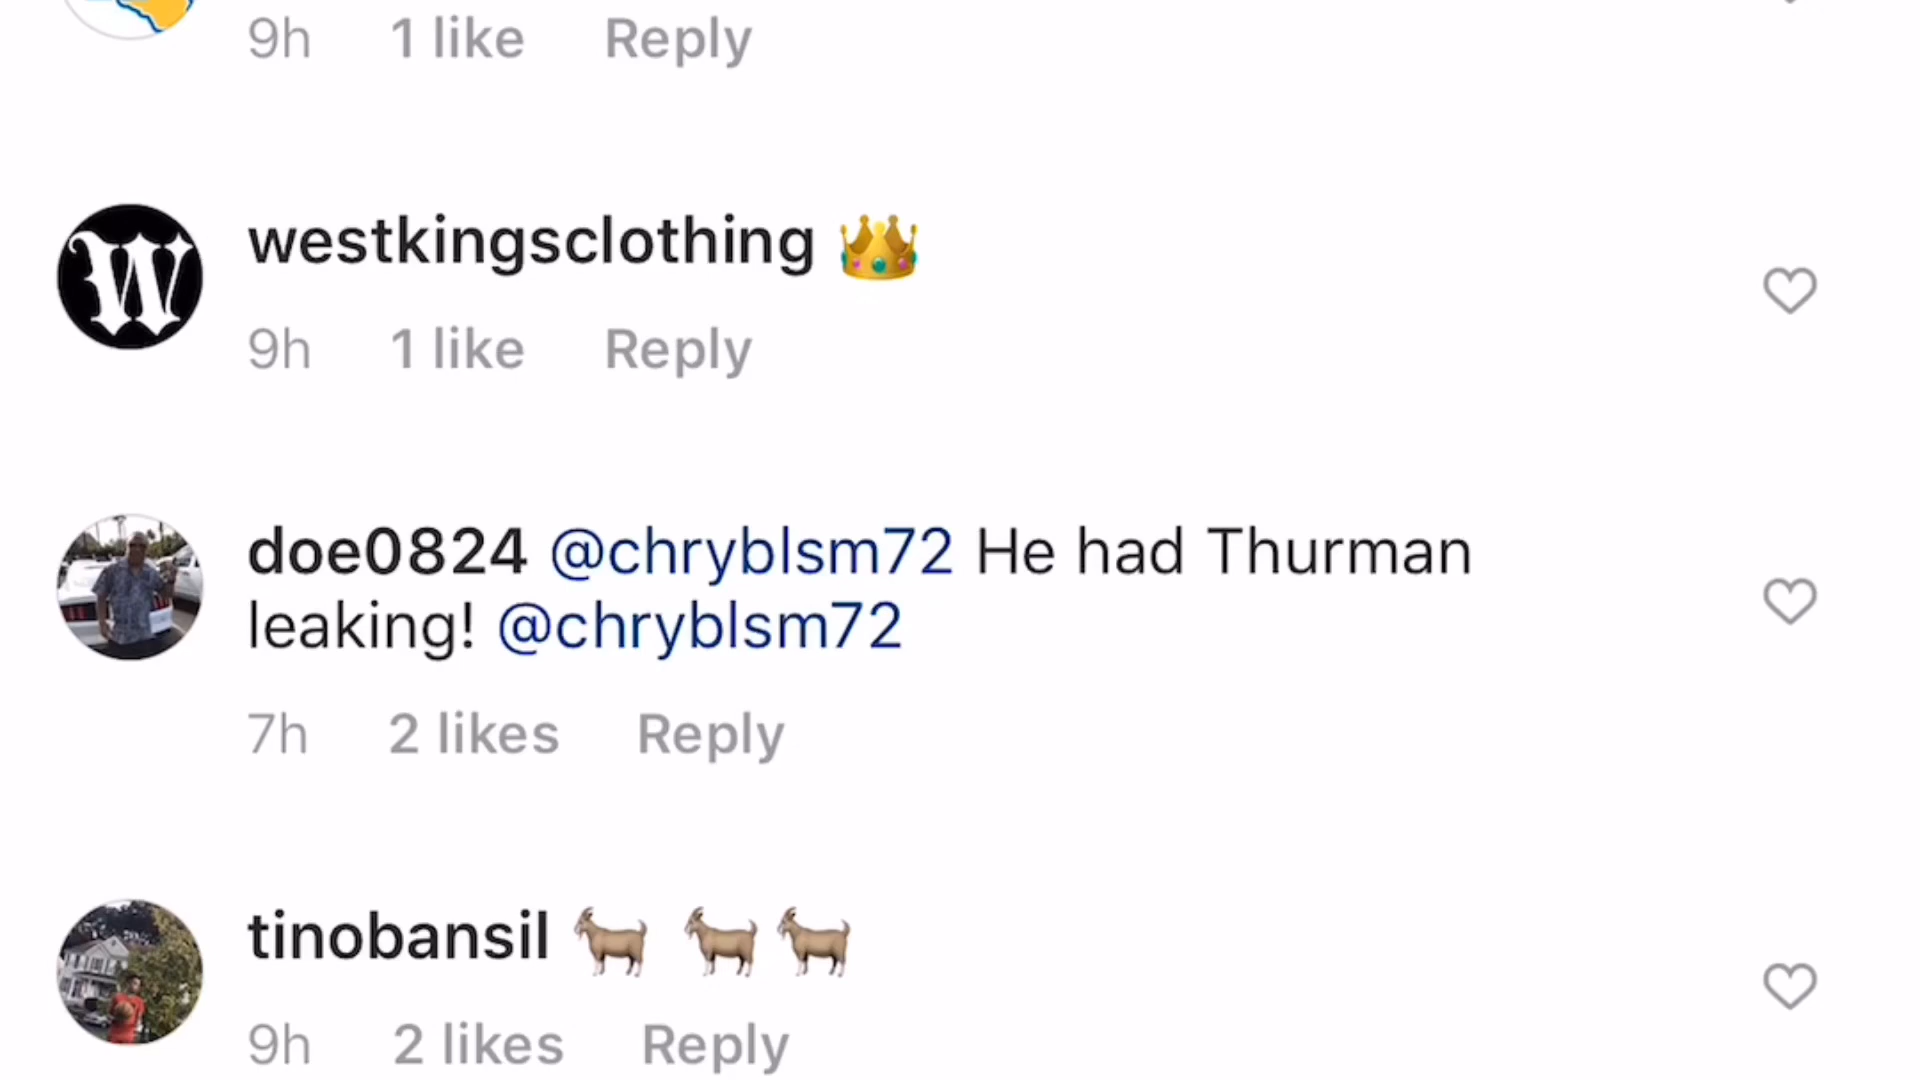 9h 1 like Reply
westkingsclothing 👑
9h 1 like Reply
doe0824 @chryblsm72 He had Thurman
leaking! @chryblsm72
7h 2 likes Reply
tinobansil 🐐 🐐🐐
9h 2 likes Reply